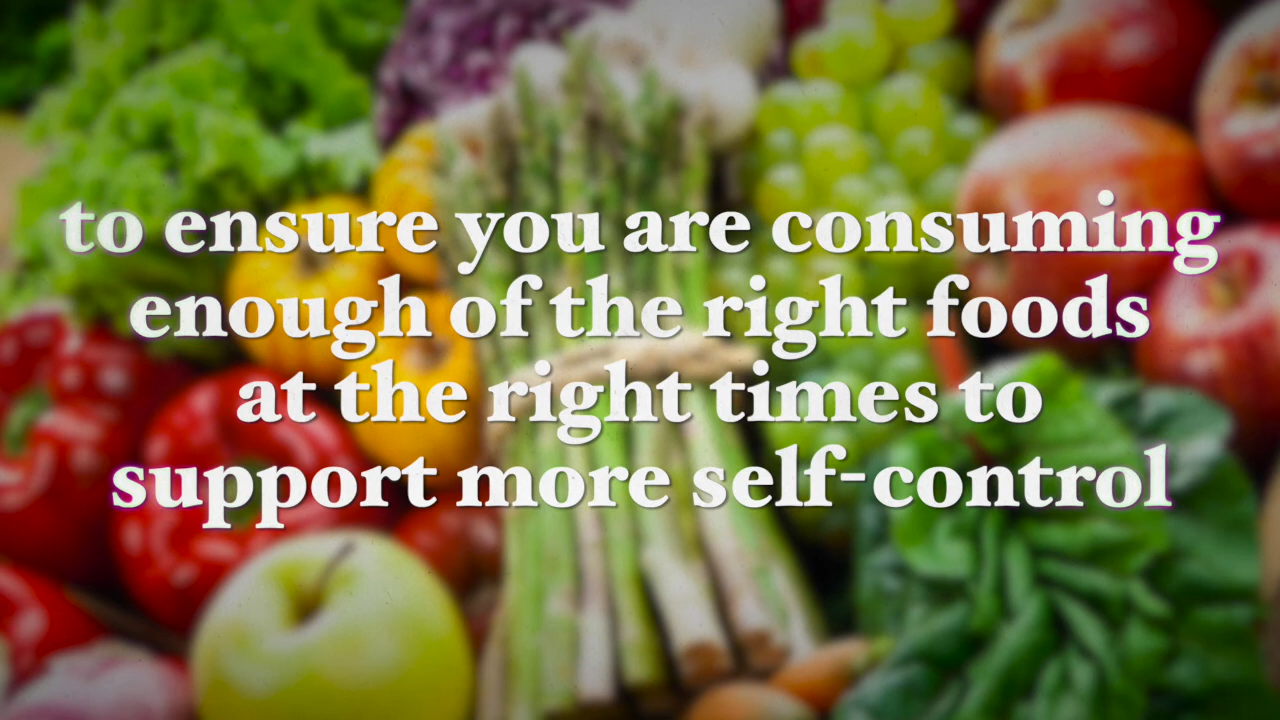 to ensure you are consuming
enough of the right foods
at the right times to
support more self-control